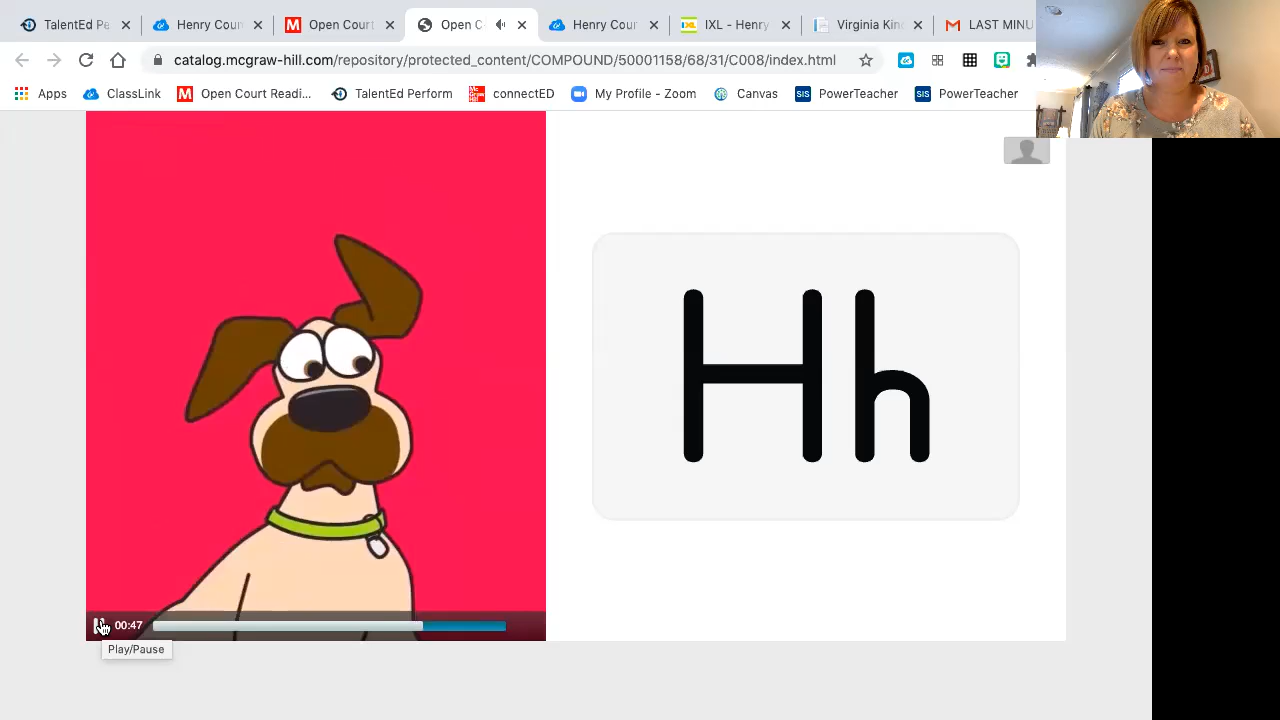 TalentEd Pe
Henry Coun
Open Court
Open C
Henry Cour
IXL - Henry
Virginia Kin
LAST MINU
catalog.mcgraw-hill.com/repository/protected_content/COMPOUND/50001158/68/31/C008/index.html
Apps
ClassLink
Open Court Readi...
TalentEd Perform
connectED
My Profile - Zoom
Canvas
SIS PowerTeacher
SIS PowerTeacher
Hh
00:47
Play/Pause